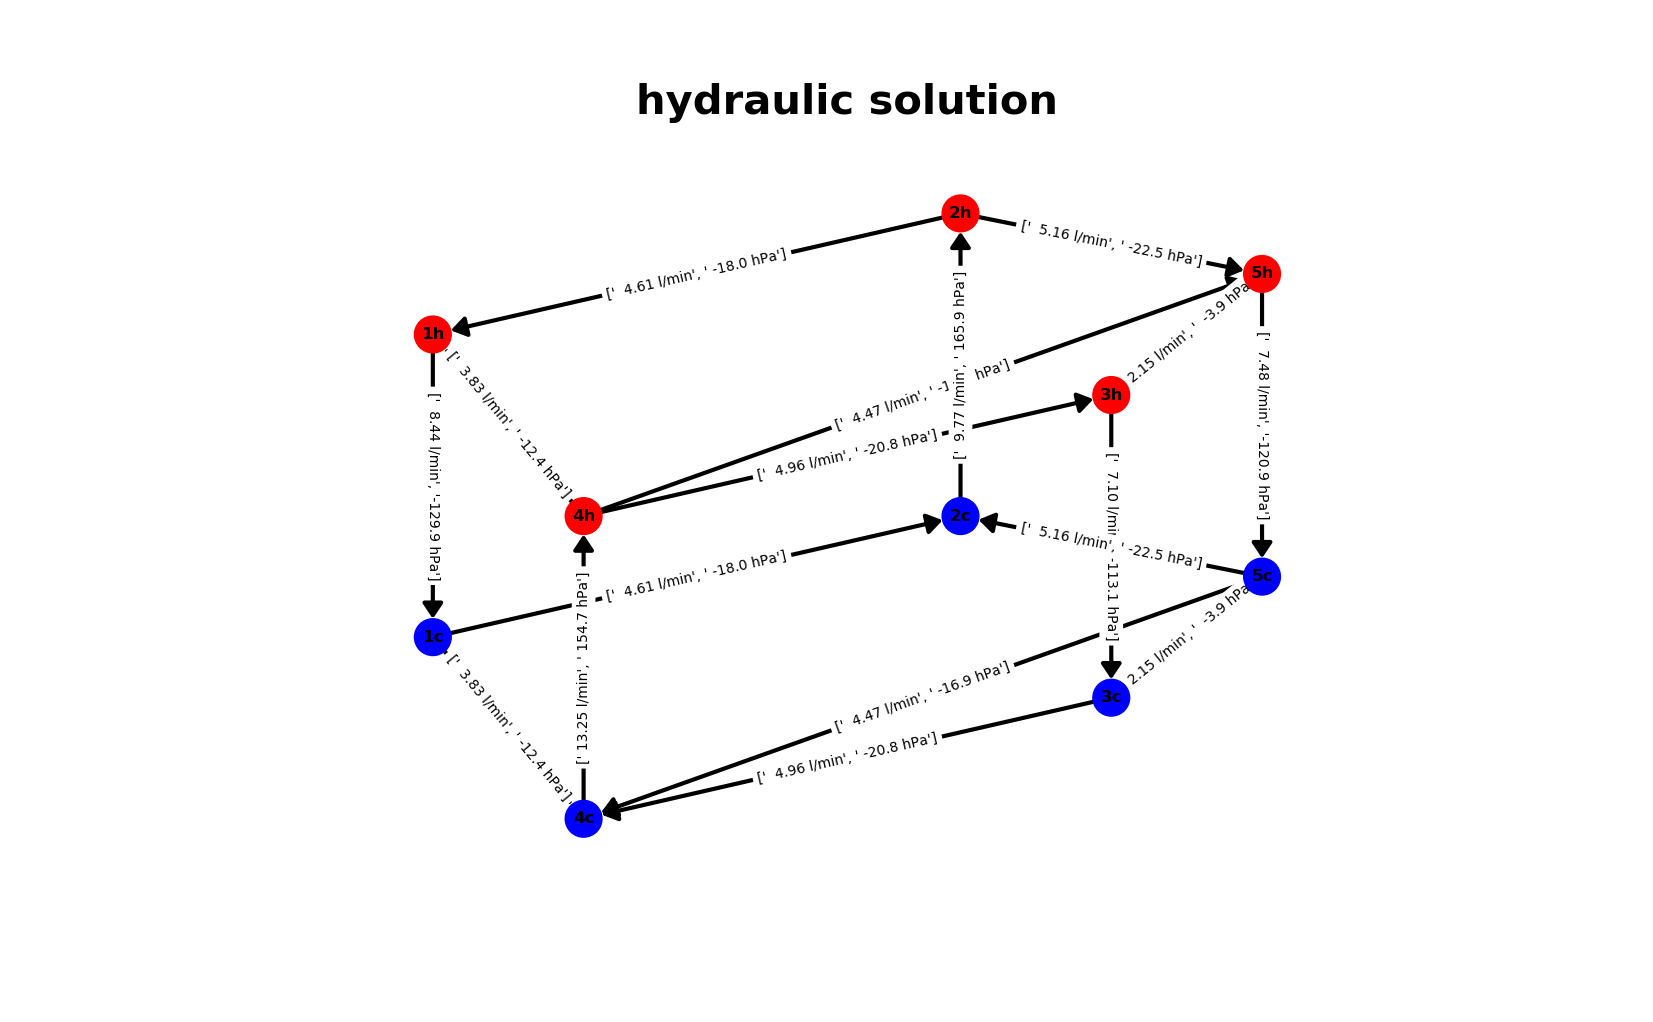 hydraulic solution
2h
[' 5.16 l/min', ' -22.5 hPa']
[' 4.61 l/min', ' -18.0 hPa']
5h
1h
2.15 l/min', ' -3.9 hPa
[' 3.83 l/min', ' -12.4 hPa']
[' 9.77 l/min', ' 165.9 hPa']
[' 4.47 l/min', ' hPa']
3h
[' 7.48 l/min', '-120.9 hPa']
[' 4.96 l/min', ' -20.8 hPa']
[' 8.44 l/min', '-129.9 hPa']
4h
2c
[' 7.10 -113.1 hPa']
[' 5.16 l/min', ' -22.5 hPa']
[' 4.61 l/min', ' -18.0 hPa']
5c
1c
2.15 l/min', ' -3.9 hPa
[' 13.25 l/min', ' 154.7 hPa']
[' 3.83 l/min', ' -12.4 hPa']
[' 4.47 l/min', ' -16.9 hPa']
3c
[' 4.96 l/min', ' -20.8 hPa']
4c